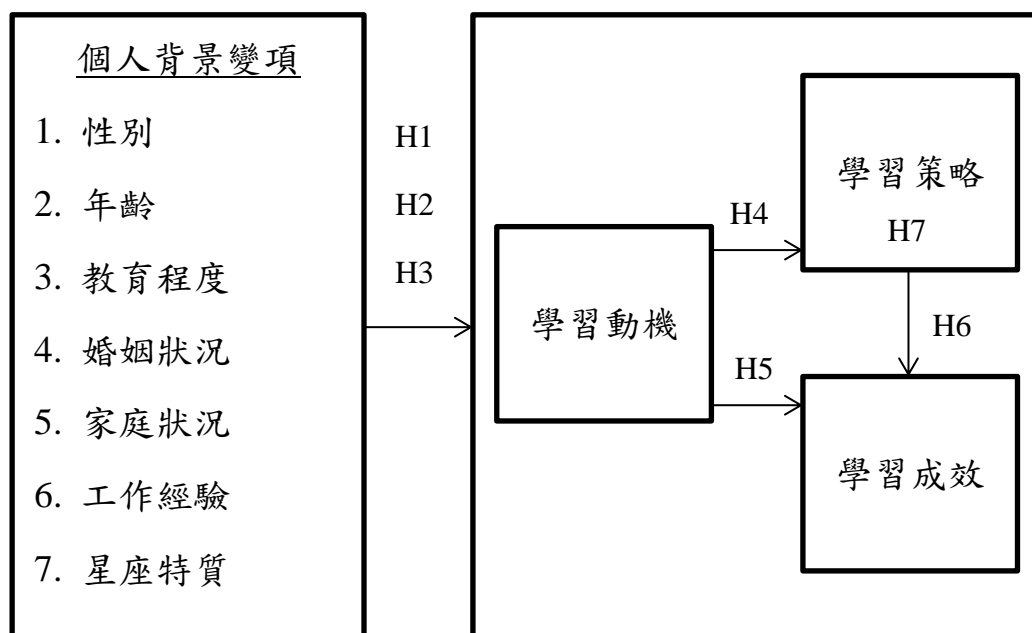 個人背景變項
1. 性別
2. 年齡
3. 教育程度
4. 婚姻狀況
5. 家庭狀況
6. 工作經驗
7. 星座特質
H1
H2
H3
學習動機
H4
H5
學習策略
H7
H6
學習成效